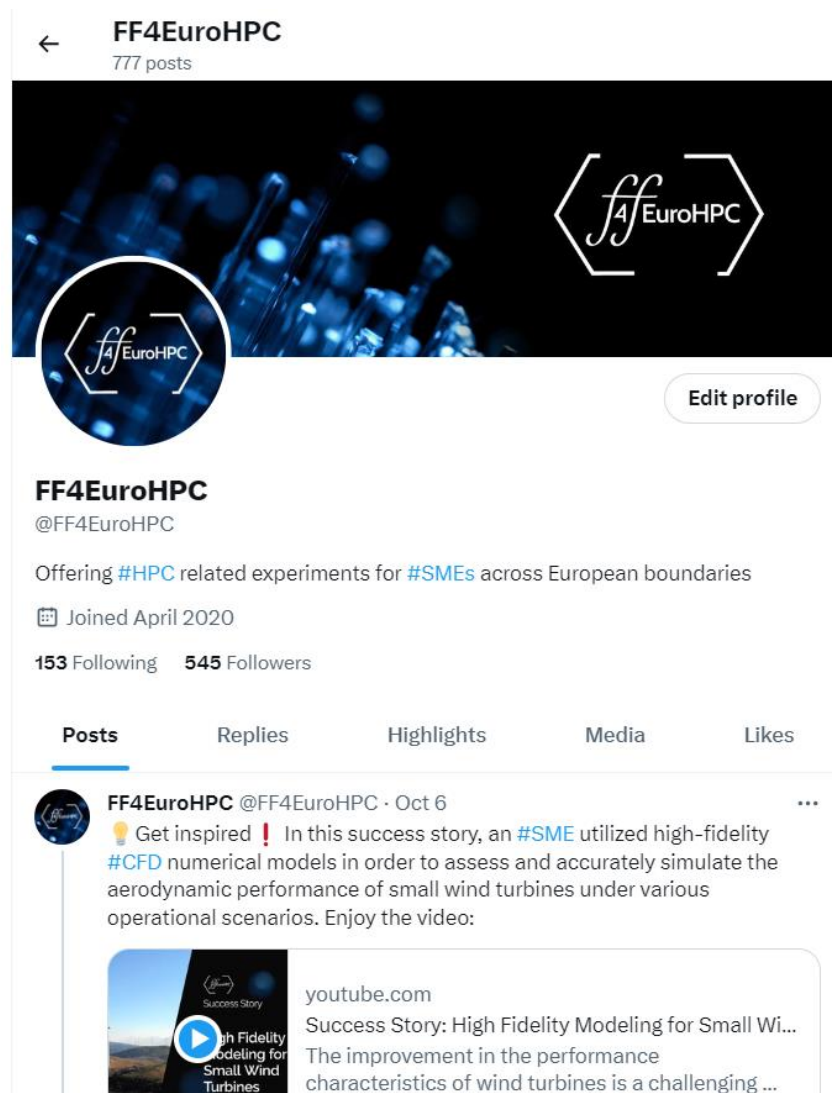 FF4EuroHPC
777 posts
ff4EuroHPC
ff4EuroHPC
Edit profile
FF4EuroHPC
@FF4EuroHPC
Offering #HPC related experiments for #SMEs across European boundaries
Joined April 2020
153 Following 545 Followers
Posts Replies Highlights Media Likes
FF4EuroHPC @FF4EuroHPC · Oct 6
💡 Get inspired ❗ In this success story, an #SME utilized high-fidelity
#CFD numerical models in order to assess and accurately simulate the
aerodynamic performance of small wind turbines under various
operational scenarios. Enjoy the video:
Success Story
Fidelity
for
Small Wind
Turbines
youtube.com
Success Story: High Fidelity Modeling for Small Wi...
The improvement in the performance
characteristics of wind turbines is a challenging ...